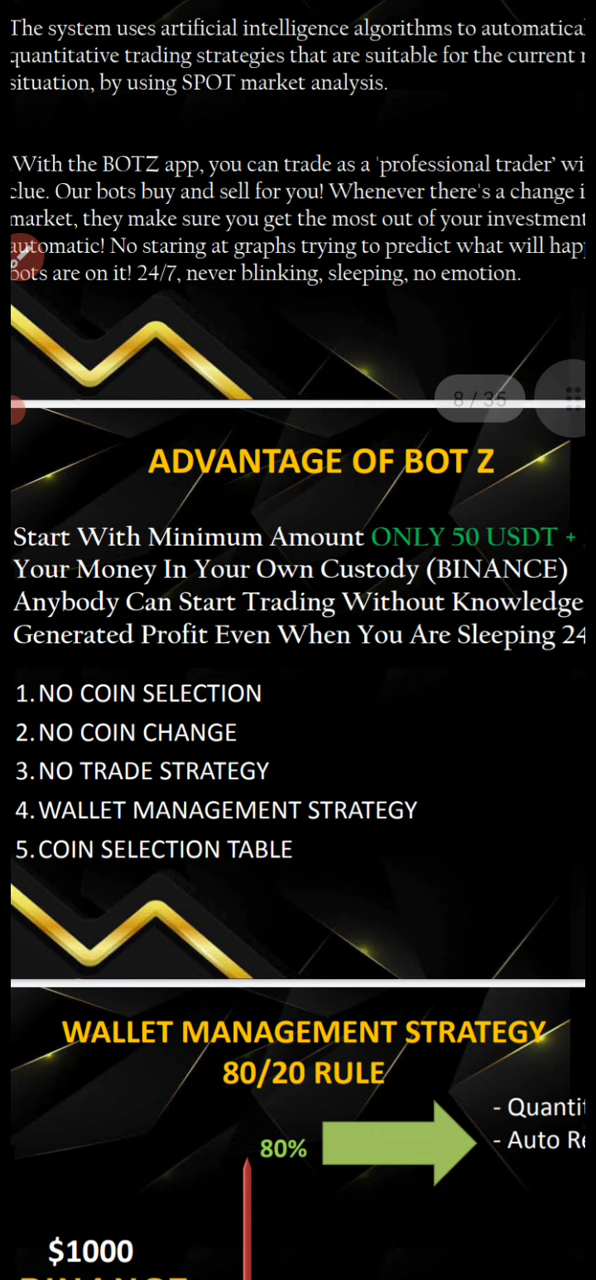 The system uses artificial intelligence algorithms to
quantitative trading strategies that are suitable for the current
situation, by using SPOT market analysis.
With the BOTZ app, you can trade as a 'professional trader'
clue. Our bots buy and sell for you! Whenever there's a change
market, they make sure you get the most out of your
automatic! No staring at graphs trying to predict what will
bots are on it! 24/7, never blinking, sleeping, no emotion.
8 / 35
ADVANTAGE OF BOT Z
Start With Minimum Amount ONLY 50 USDT +
Your Money In Your Own Custody (BINANCE)
Anybody Can Start Trading Without Knowledge
Generated Profit Even When You Are Sleeping
1. NO COIN SELECTION
2. NO COIN CHANGE
3. NO TRADE STRATEGY
4. WALLET MANAGEMENT STRATEGY
5. COIN SELECTION TABLE
WALLET MANAGEMENT STRATEGY
80/20 RULE
- Auto
80%
$1000